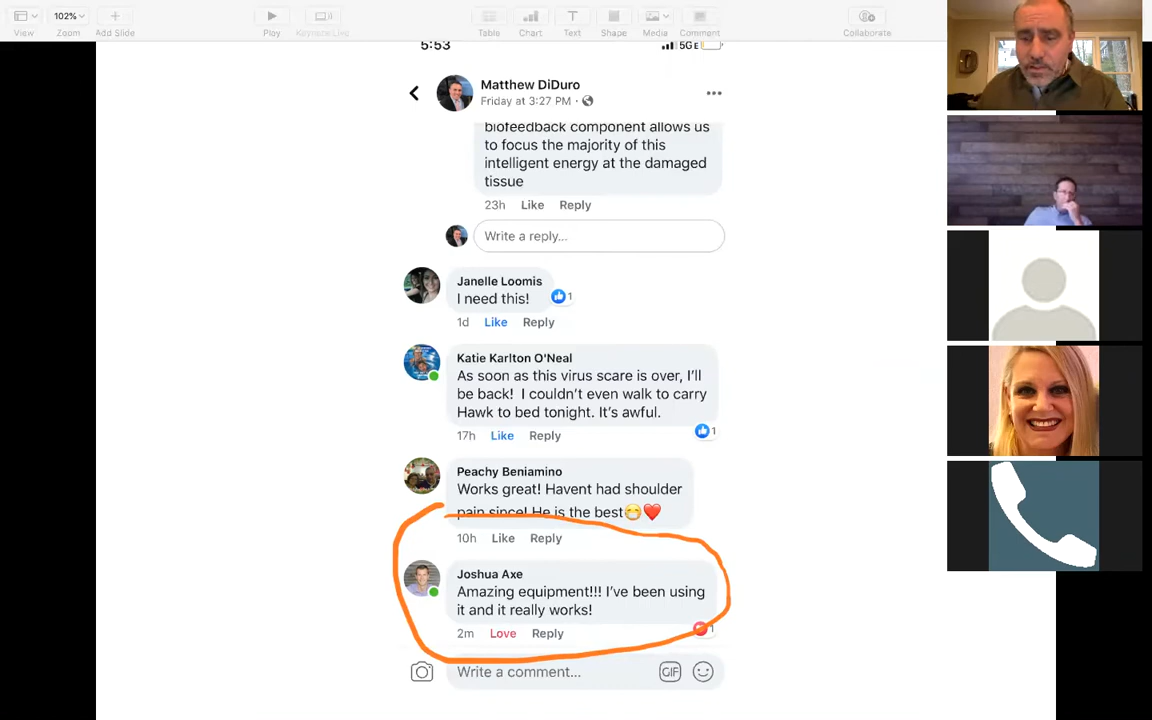 102%
View
Zoom
Add Slide
Play
Keynote Live
Table
Chart
Text
Shape
Media
Comment
Collaborate
5:53
5GE
Matthew DiDuro
Friday at 3:27 PM ·
biofeedback component allows us
to focus the majority of this
intelligent energy at the damaged
tissue
23h Like Reply
Write a reply...
Janelle Loomis
I need this!
1
1d Like Reply
Katie Karlton O'Neal
As soon as this virus scare is over, I'll
be back! I couldn't even walk to carry
Hawk to bed tonight. It's awful.
17h Like Reply
1
Peachy Beniamino
Works great! Havent had shoulder
pain since! He is the best😁❤️
10h Like Reply
Joshua Axe
Amazing equipment!!! I've been using
it and it really works!
2m Love Reply
1
Write a comment...
GIF